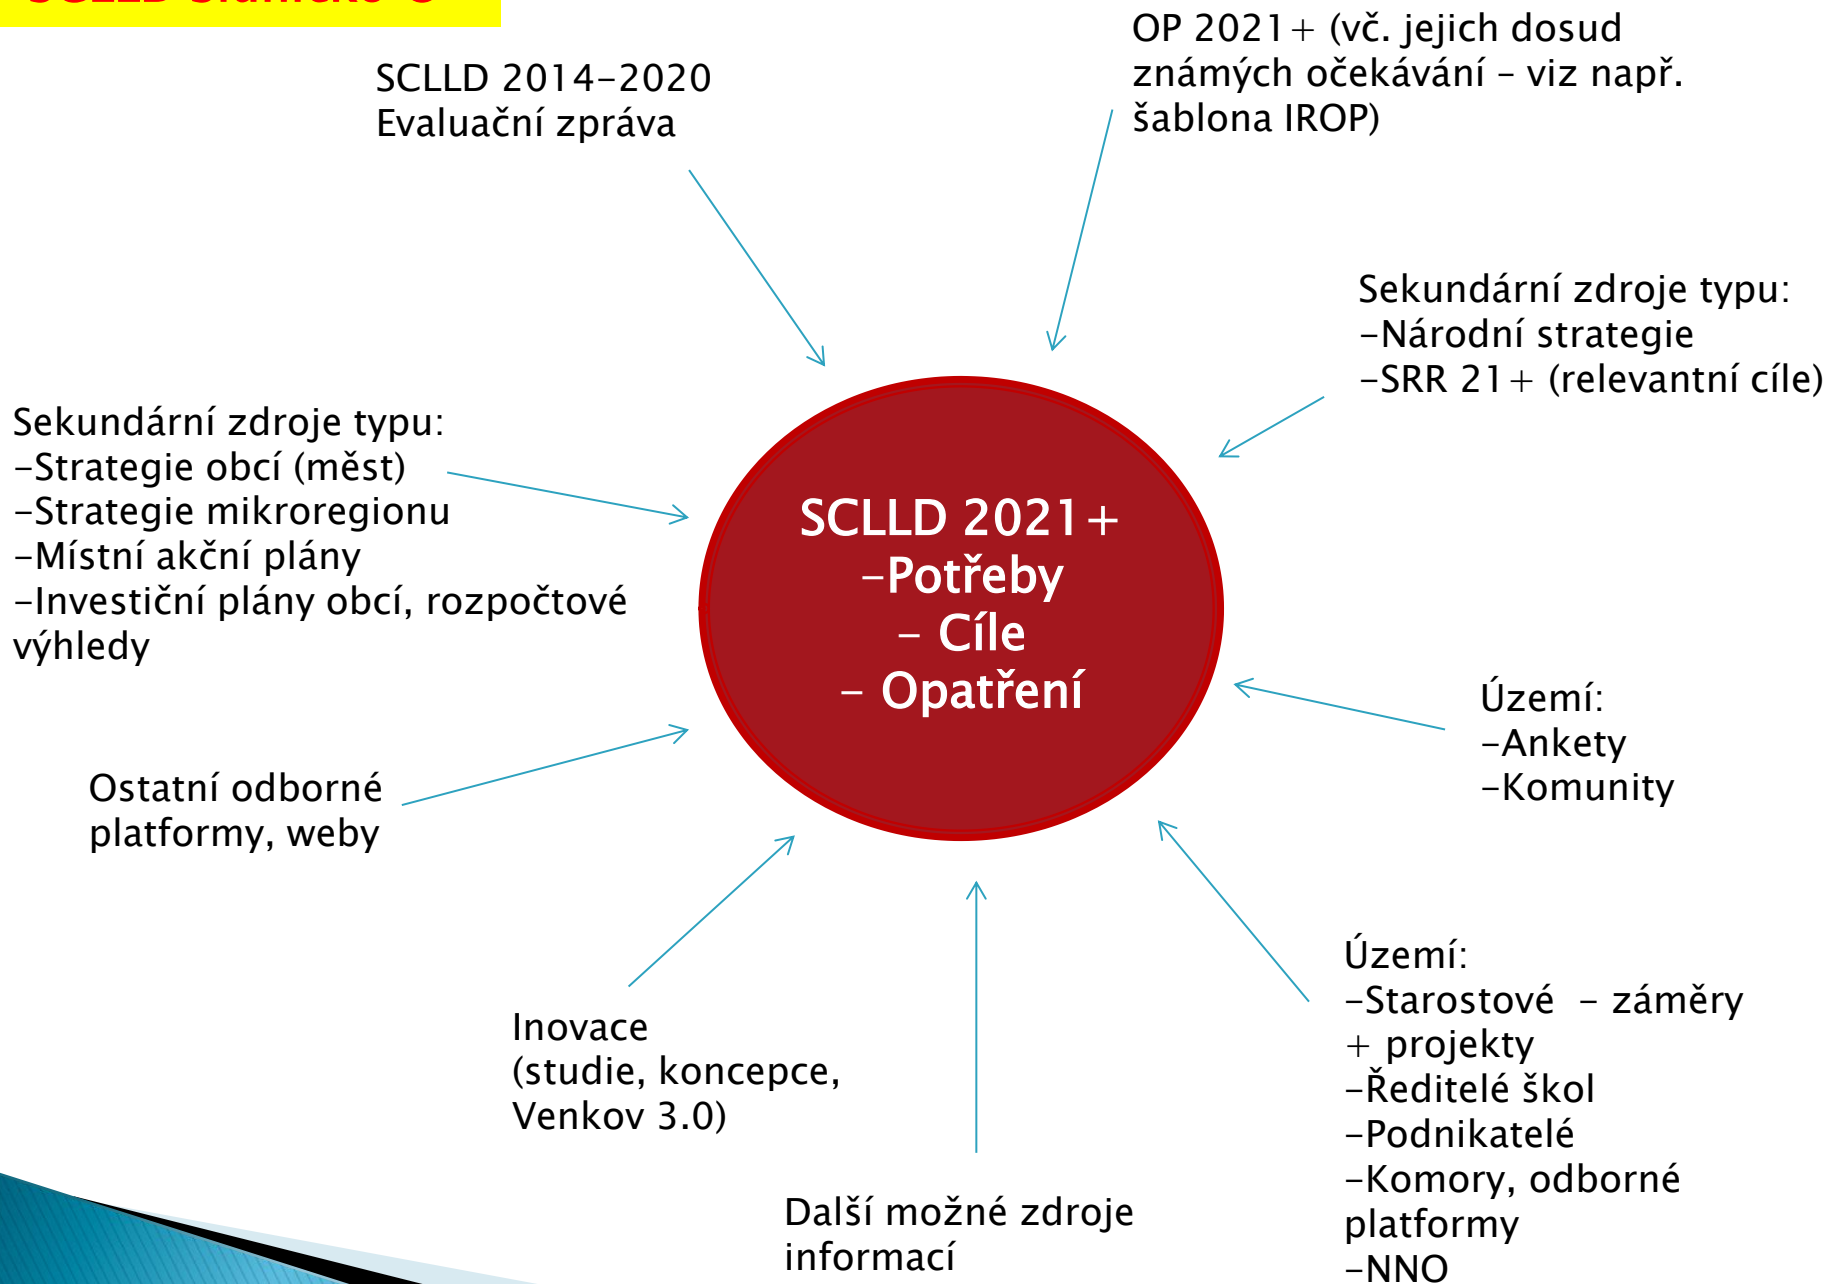 OP 2021+ (vč. jejich dosud
známých očekávání – viz např.
šablona IROP)
SCLLD 2014-2020
Evaluační zpráva
Sekundární zdroje typu:
-Národní strategie
-SRR 21+ (relevantní cíle)
Sekundární zdroje typu:
-Strategie obcí (měst)
-Strategie mikroregionu
-Místní akční plány
-Investiční plány obcí, rozpočtové
výhledy
SCLLD 2021+
-Potřeby
- Cíle
- Opatření
Území:
-Ankety
-Komunity
Ostatní odborné
platformy, weby
Území:
-Starostové - záměry
+ projekty
-Ředitelé škol
-Podnikatelé
-Komory, odborné
platformy
-NNO
Inovace
(studie, koncepce,
Venkov 3.0)
Další možné zdroje
informací